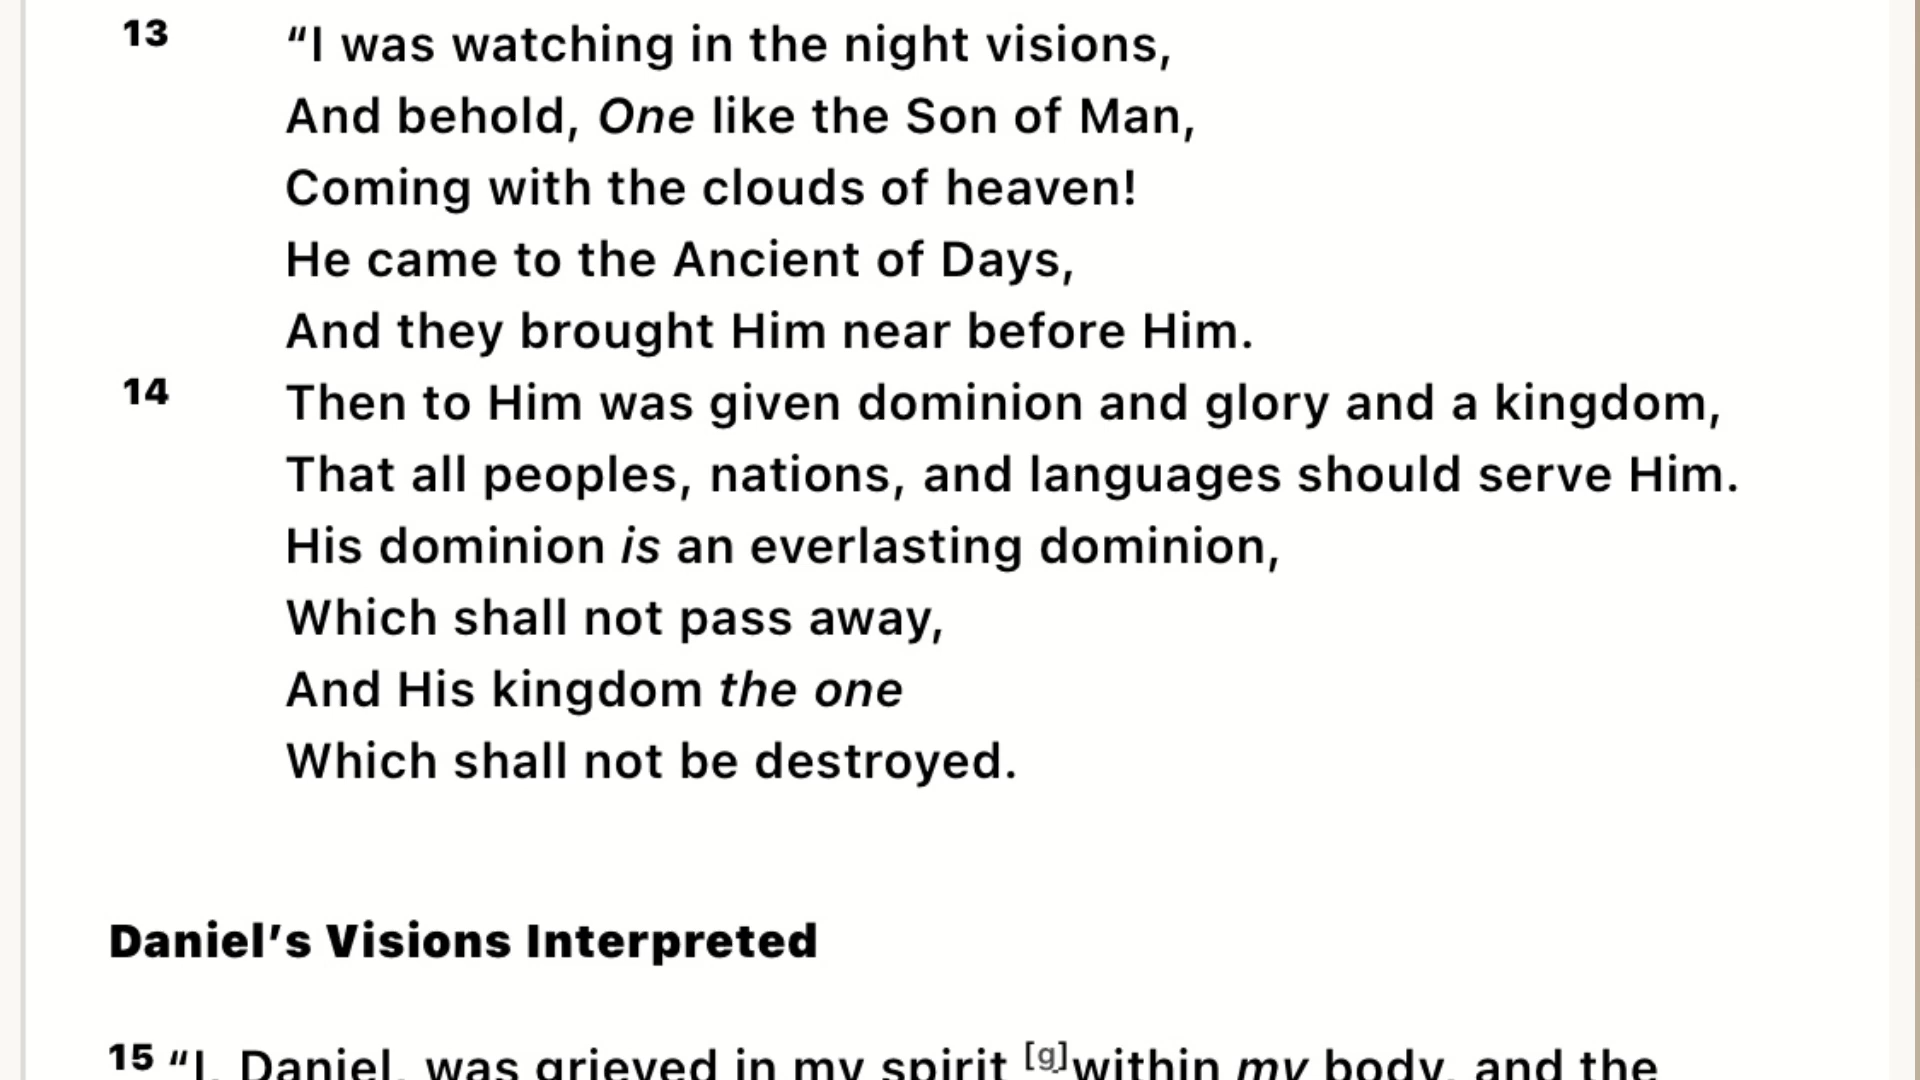 13 “I was watching in the night visions,
And behold, One like the Son of Man,
Coming with the clouds of heaven!
He came to the Ancient of Days,
And they brought Him near before Him.
14 Then to Him was given dominion and glory and a kingdom,
That all peoples, nations, and languages should serve Him.
His dominion is an everlasting dominion,
Which shall not pass away,
And His kingdom the one
Which shall not be destroyed.
Daniel’s Visions Interpreted
15 “I, Daniel, was grieved in my spirit [g]within my body, and the